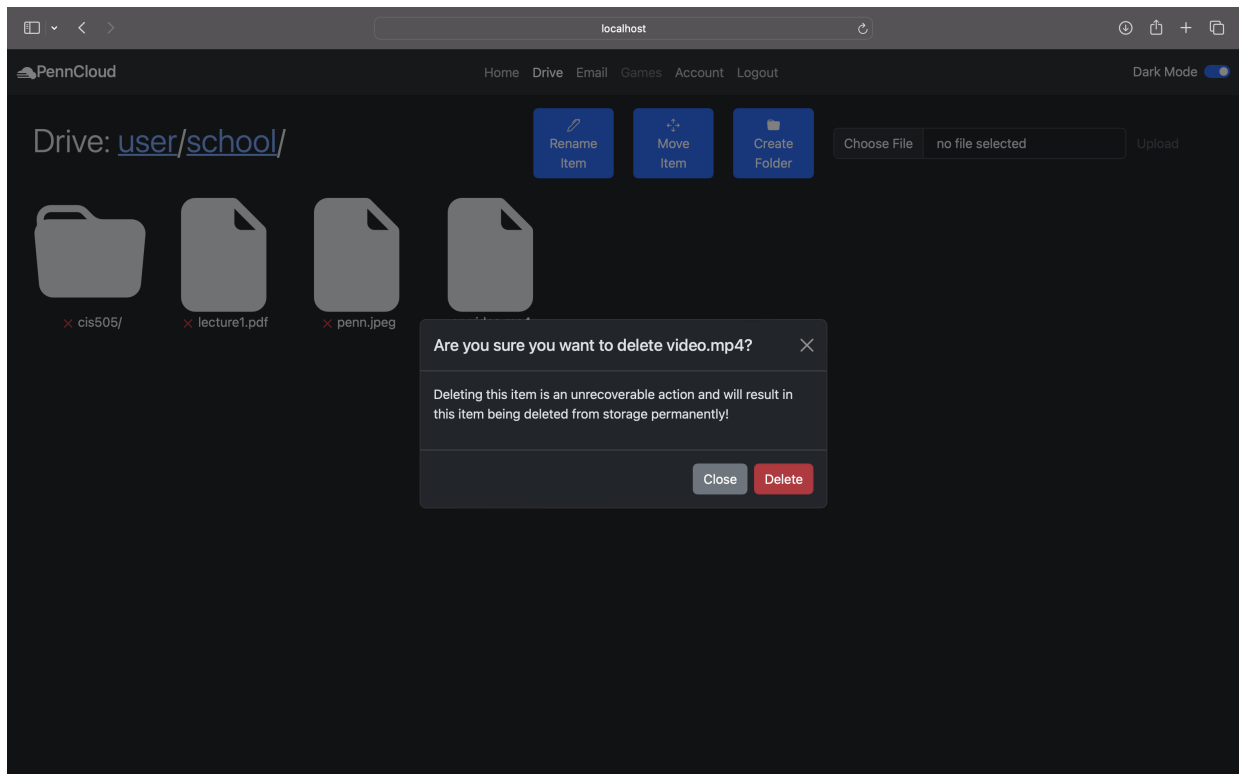 localhost
PennCloud
Home Drive Email Games Account Logout
Dark Mode
Drive: user/school/
Rename
Item
Move
Item
Create
Folder
Choose File no file selected
Upload
cis505/
lecture1.pdf
penn.jpeg
Are you sure you want to delete video.mp4?
Deleting this item is an unrecoverable action and will result in
this item being deleted from storage permanently!
Close
Delete